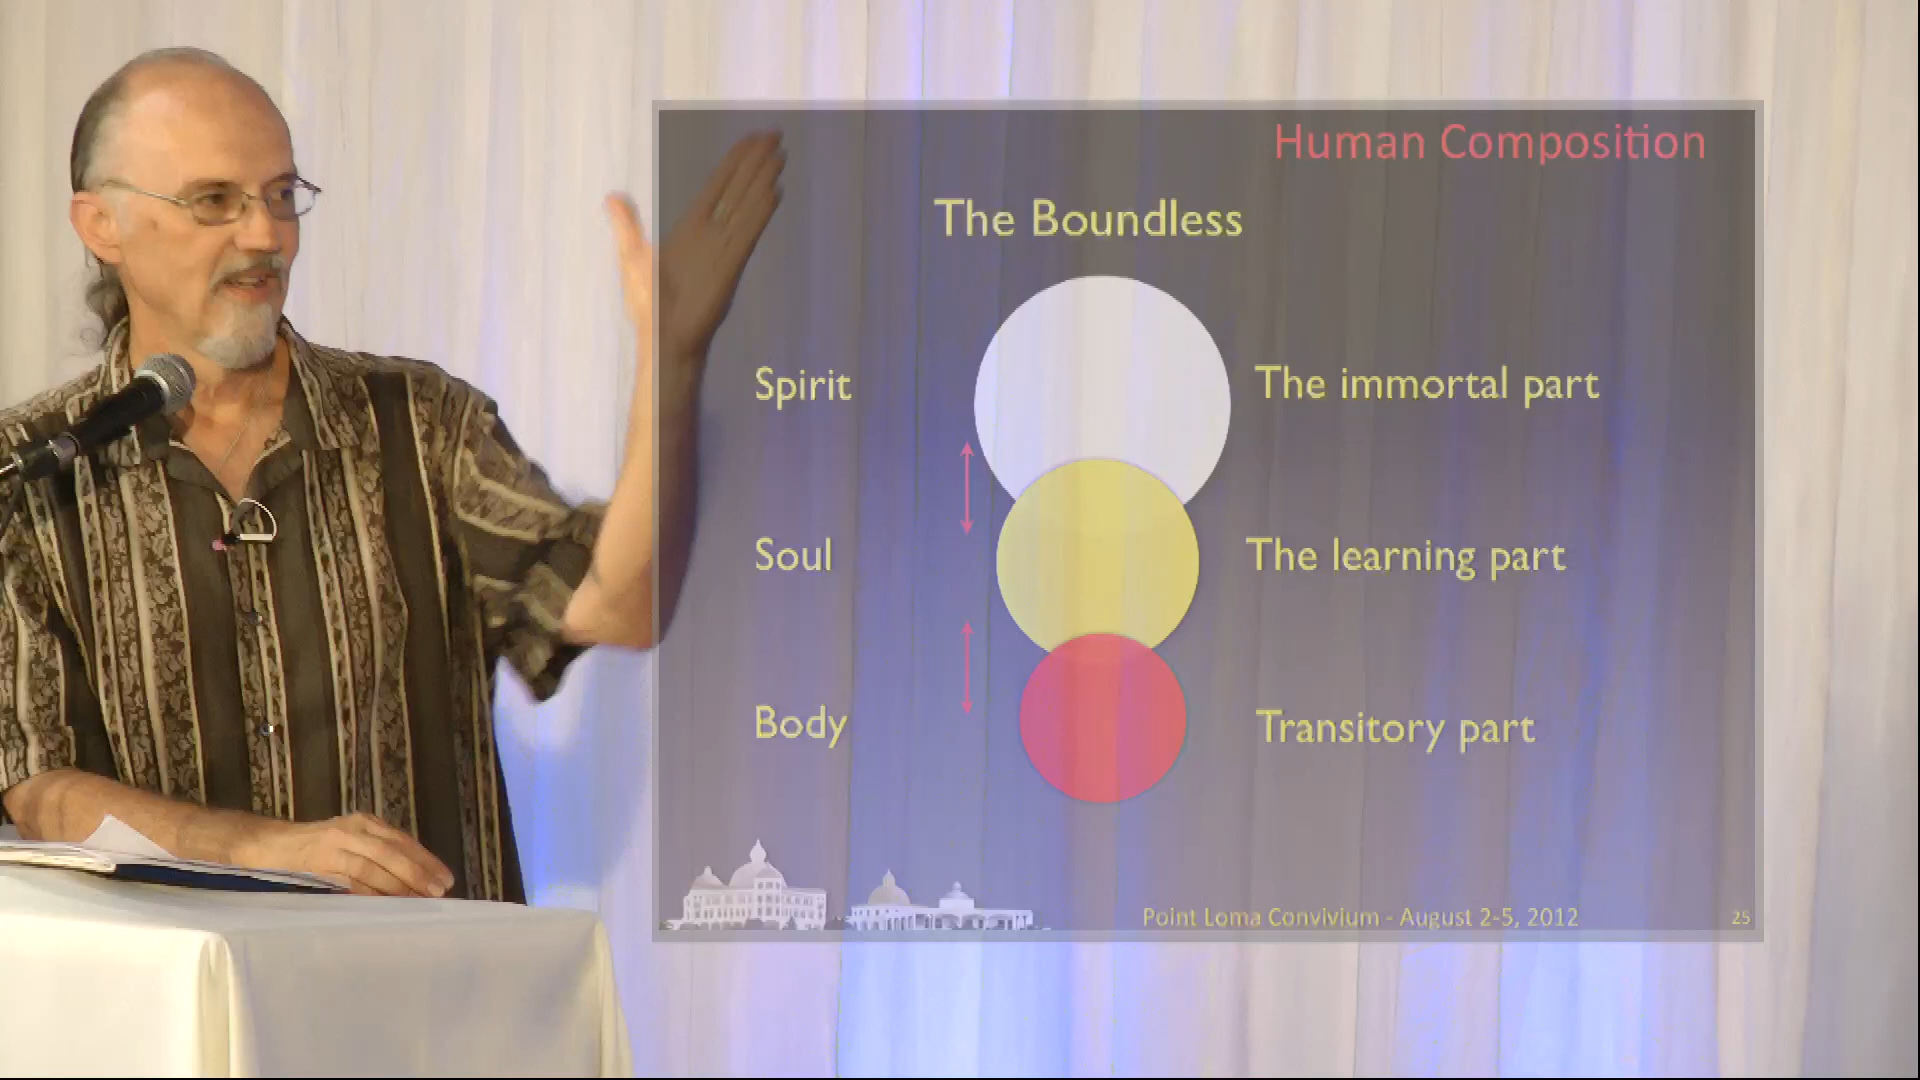 Human Composition
The Boundless
Spirit
The immortal part
Soul
The learning part
Body
Transitory part
Point Loma Convivium - August 2-5, 2012
25